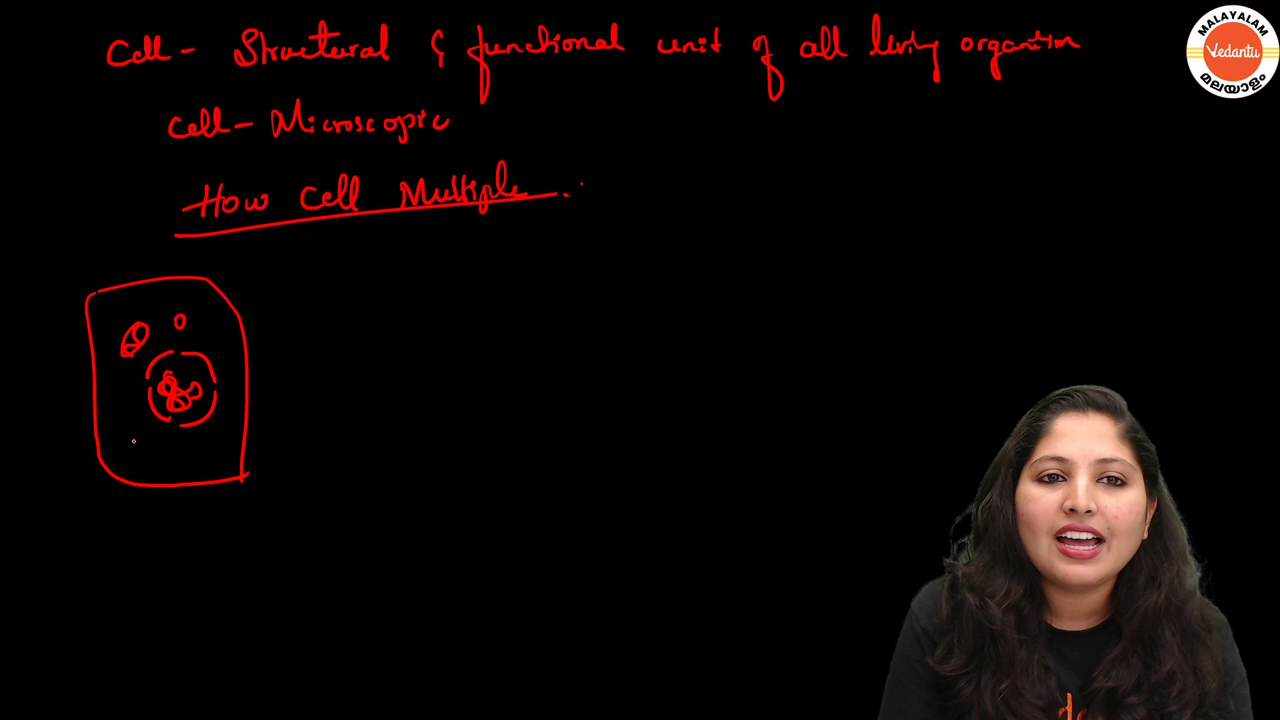 Cell - Structural & functional unit of all living organism
Cell - Microscopic
How Cell Multiple..
MALAYALAM
Vedantu
മലയാളം